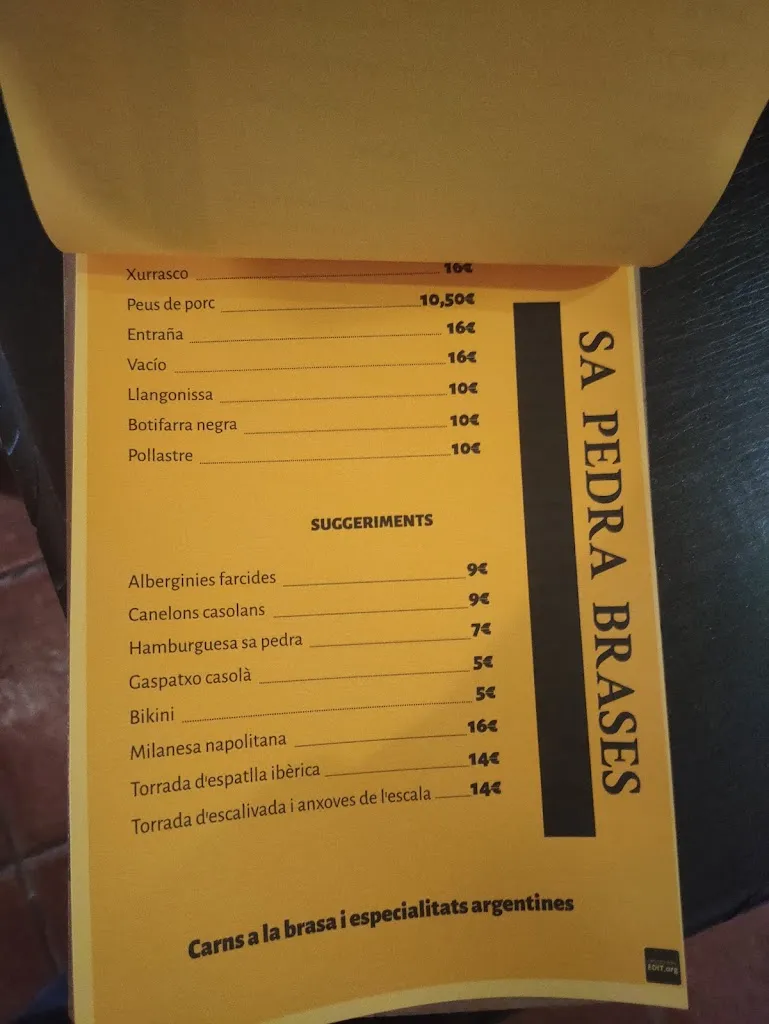 Xurrasco 16€
Peus de porc 10,50€
Entraña 16€
Vacío 16€
Llangonissa 10€
Botifarra negra 10€
Pollastre 10€
SUGGERIMENTS
Alberginies farcides 9€
Canelons casolans 9€
Hamburguesa sa pedra 7€
Gaspatxo casolà 5€
Bikini 5€
Milanesa napolitana 16€
Torrada d'espatlla ibèrica 14€
Torrada d'escalivada i anxoves de l'escala 14€
Carns a la brasa i especialitats argentines
SA PEDRA BRASES
EDIT.org